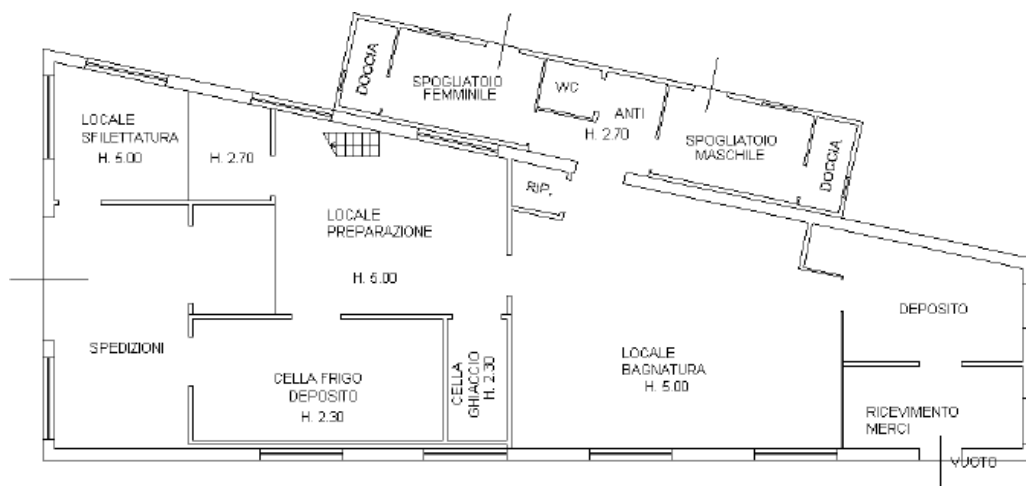 DOCCIA
SPOGLIATOIO
FEMMINILE
WC
ANTI
H. 2.70
SPOGLIATOIO
MASCHILE
DOCCIA
LOCALE
SFILETTATURA
H. 5.00
H. 2.70
RIP.
LOCALE
PREPARAZIONE
H. 5.00
DEPOSITO
SPEDIZIONI
CELLA FRIGO
DEPOSITO
H. 2.30
CELLA
GHIACCIO
H. 2.30
LOCALE
BAGNATURA
H. 5.00
RICEVIMENTO
MERCI
VUOTO